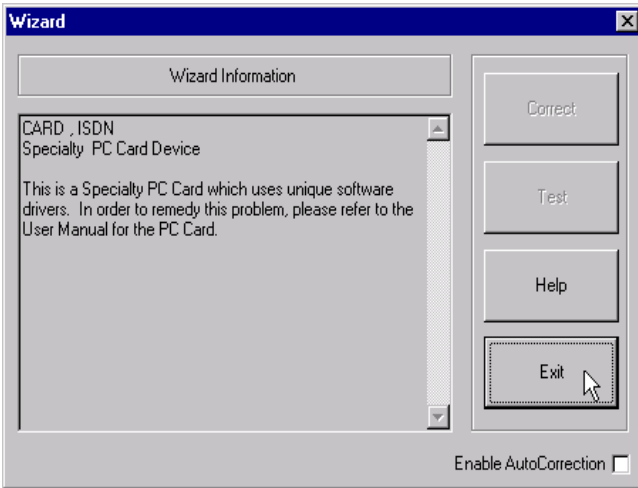 Wizard
Wizard Information
CARD , ISDN
Specialty PC Card Device
This is a Specialty PC Card which uses unique software
drivers. In order to remedy this problem, please refer to the
User Manual for the PC Card.
Correct
Test
Help
Exit
Enable AutoCorrection